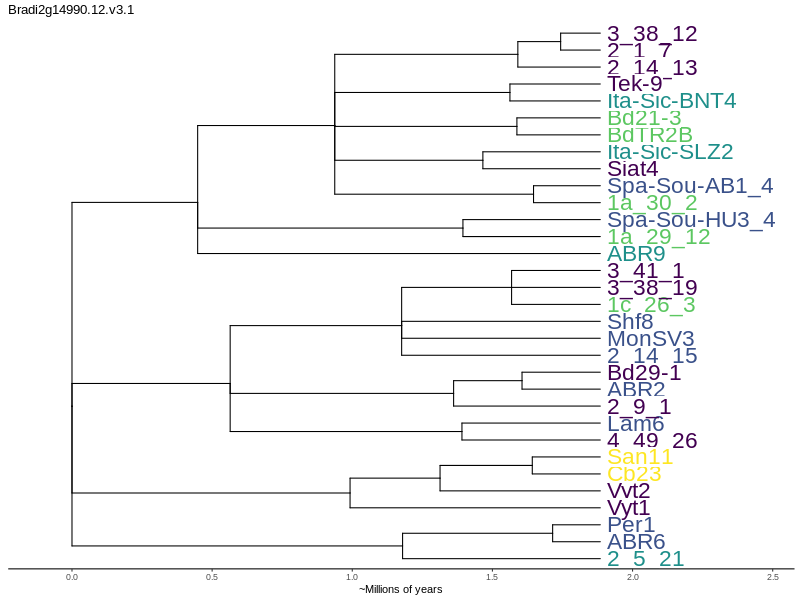 Bradi2g14990.12.v3.1
3_38_12
2_1_7
2_14_13
Tek-9
Ita-Sic-BNT4
Bd21-3
BdTR2B
Ita-Sic-SLZ2
Siat4
Spa-Sou-AB1_4
1a_30_2
Spa-Sou-HU3_4
1a_29_12
ABR9
3_41_1
3_38_19
1c_26_3
Shf8
MonSV3
2_14_15
Bd29-1
ABR2
2_9_1
Lam6
4_49_26
San11
Cb23
Vyt2
Vyt1
Per1
ABR6
2_5_21
0.0 0.5 1.0 1.5 2.0 2.5
~Millions of years